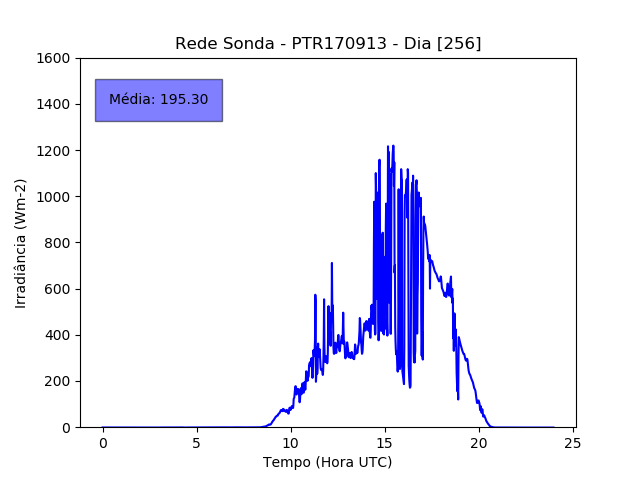 Rede Sonda - PTR170913 - Dia [256]
1600
1400
1200
1000
800
600
400
200
0
Irradiância (Wm-2)
Média: 195.30
0 5 10 15 20 25
Tempo (Hora UTC)